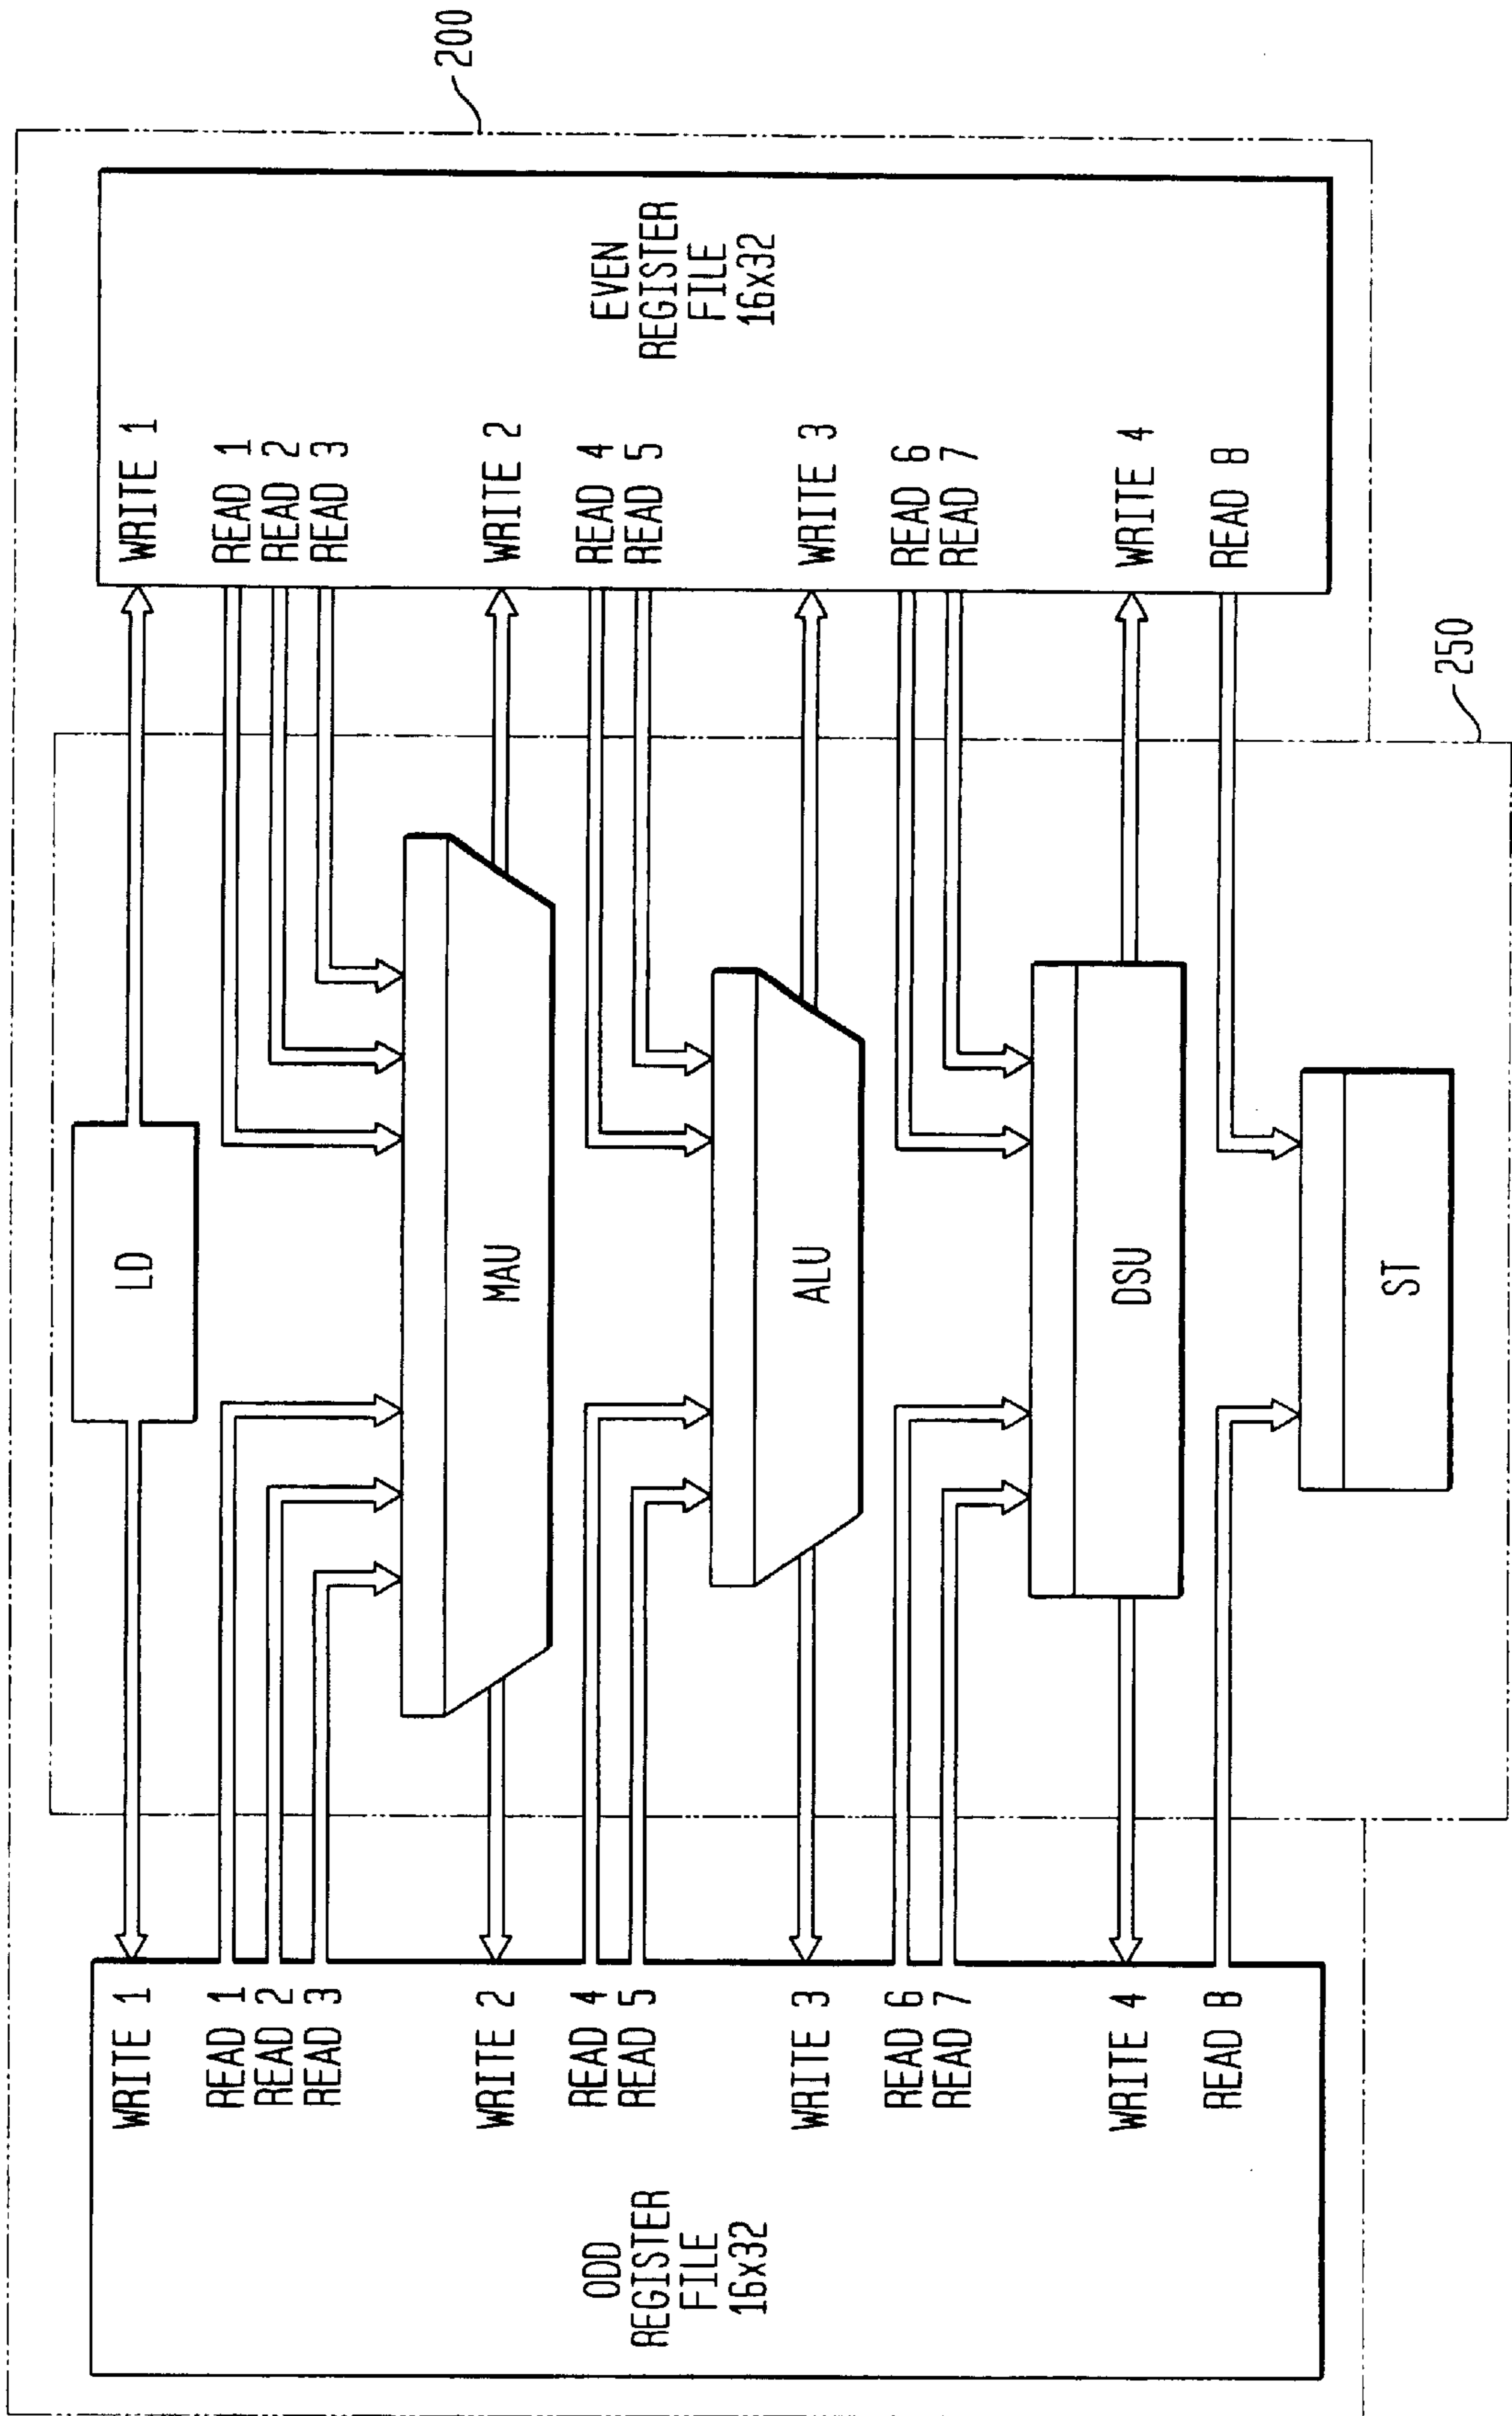 200
ODD
REGISTER
FILE
16x32
WRITE 1
READ 1
READ 2
READ 3
WRITE 2
READ 4
READ 5
WRITE 3
READ 6
READ 7
WRITE 4
READ 8
LD
MAU
ALU
DSU
ST
WRITE 1
READ 1
READ 2
READ 3
WRITE 2
READ 4
READ 5
WRITE 3
READ 6
READ 7
WRITE 4
READ 8
EVEN
REGISTER
FILE
16x32
250